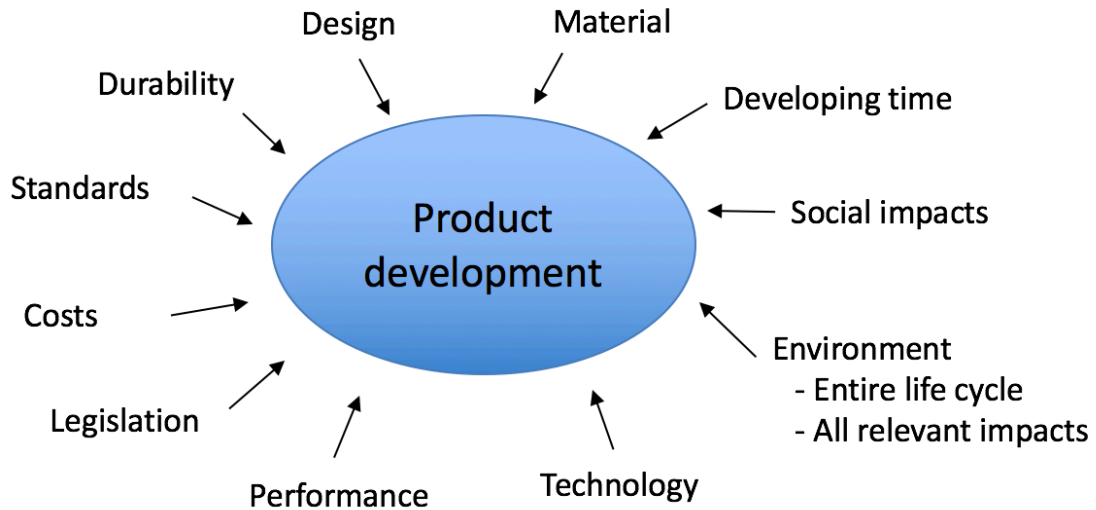 Design
Material
Durability
Developing time
Standards
Social impacts
Product
development
Costs
Environment
- Entire life cycle
- All relevant impacts
Legislation
Performance
Technology